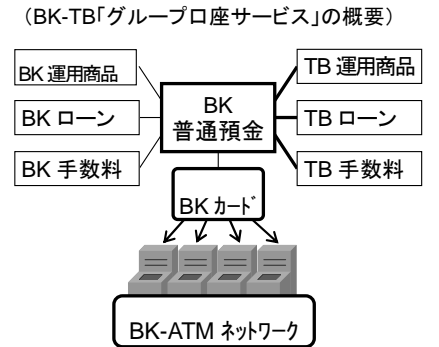 (BK-TB｢グループ口座サービス｣の概要)
BK 運用商品
TB 運用商品
BK
普通預金
BK ローン
TB ローン
BK 手数料
TB 手数料
BK ｶｰﾄﾞ
BK-ATM ﾈｯﾄﾜｰｸ